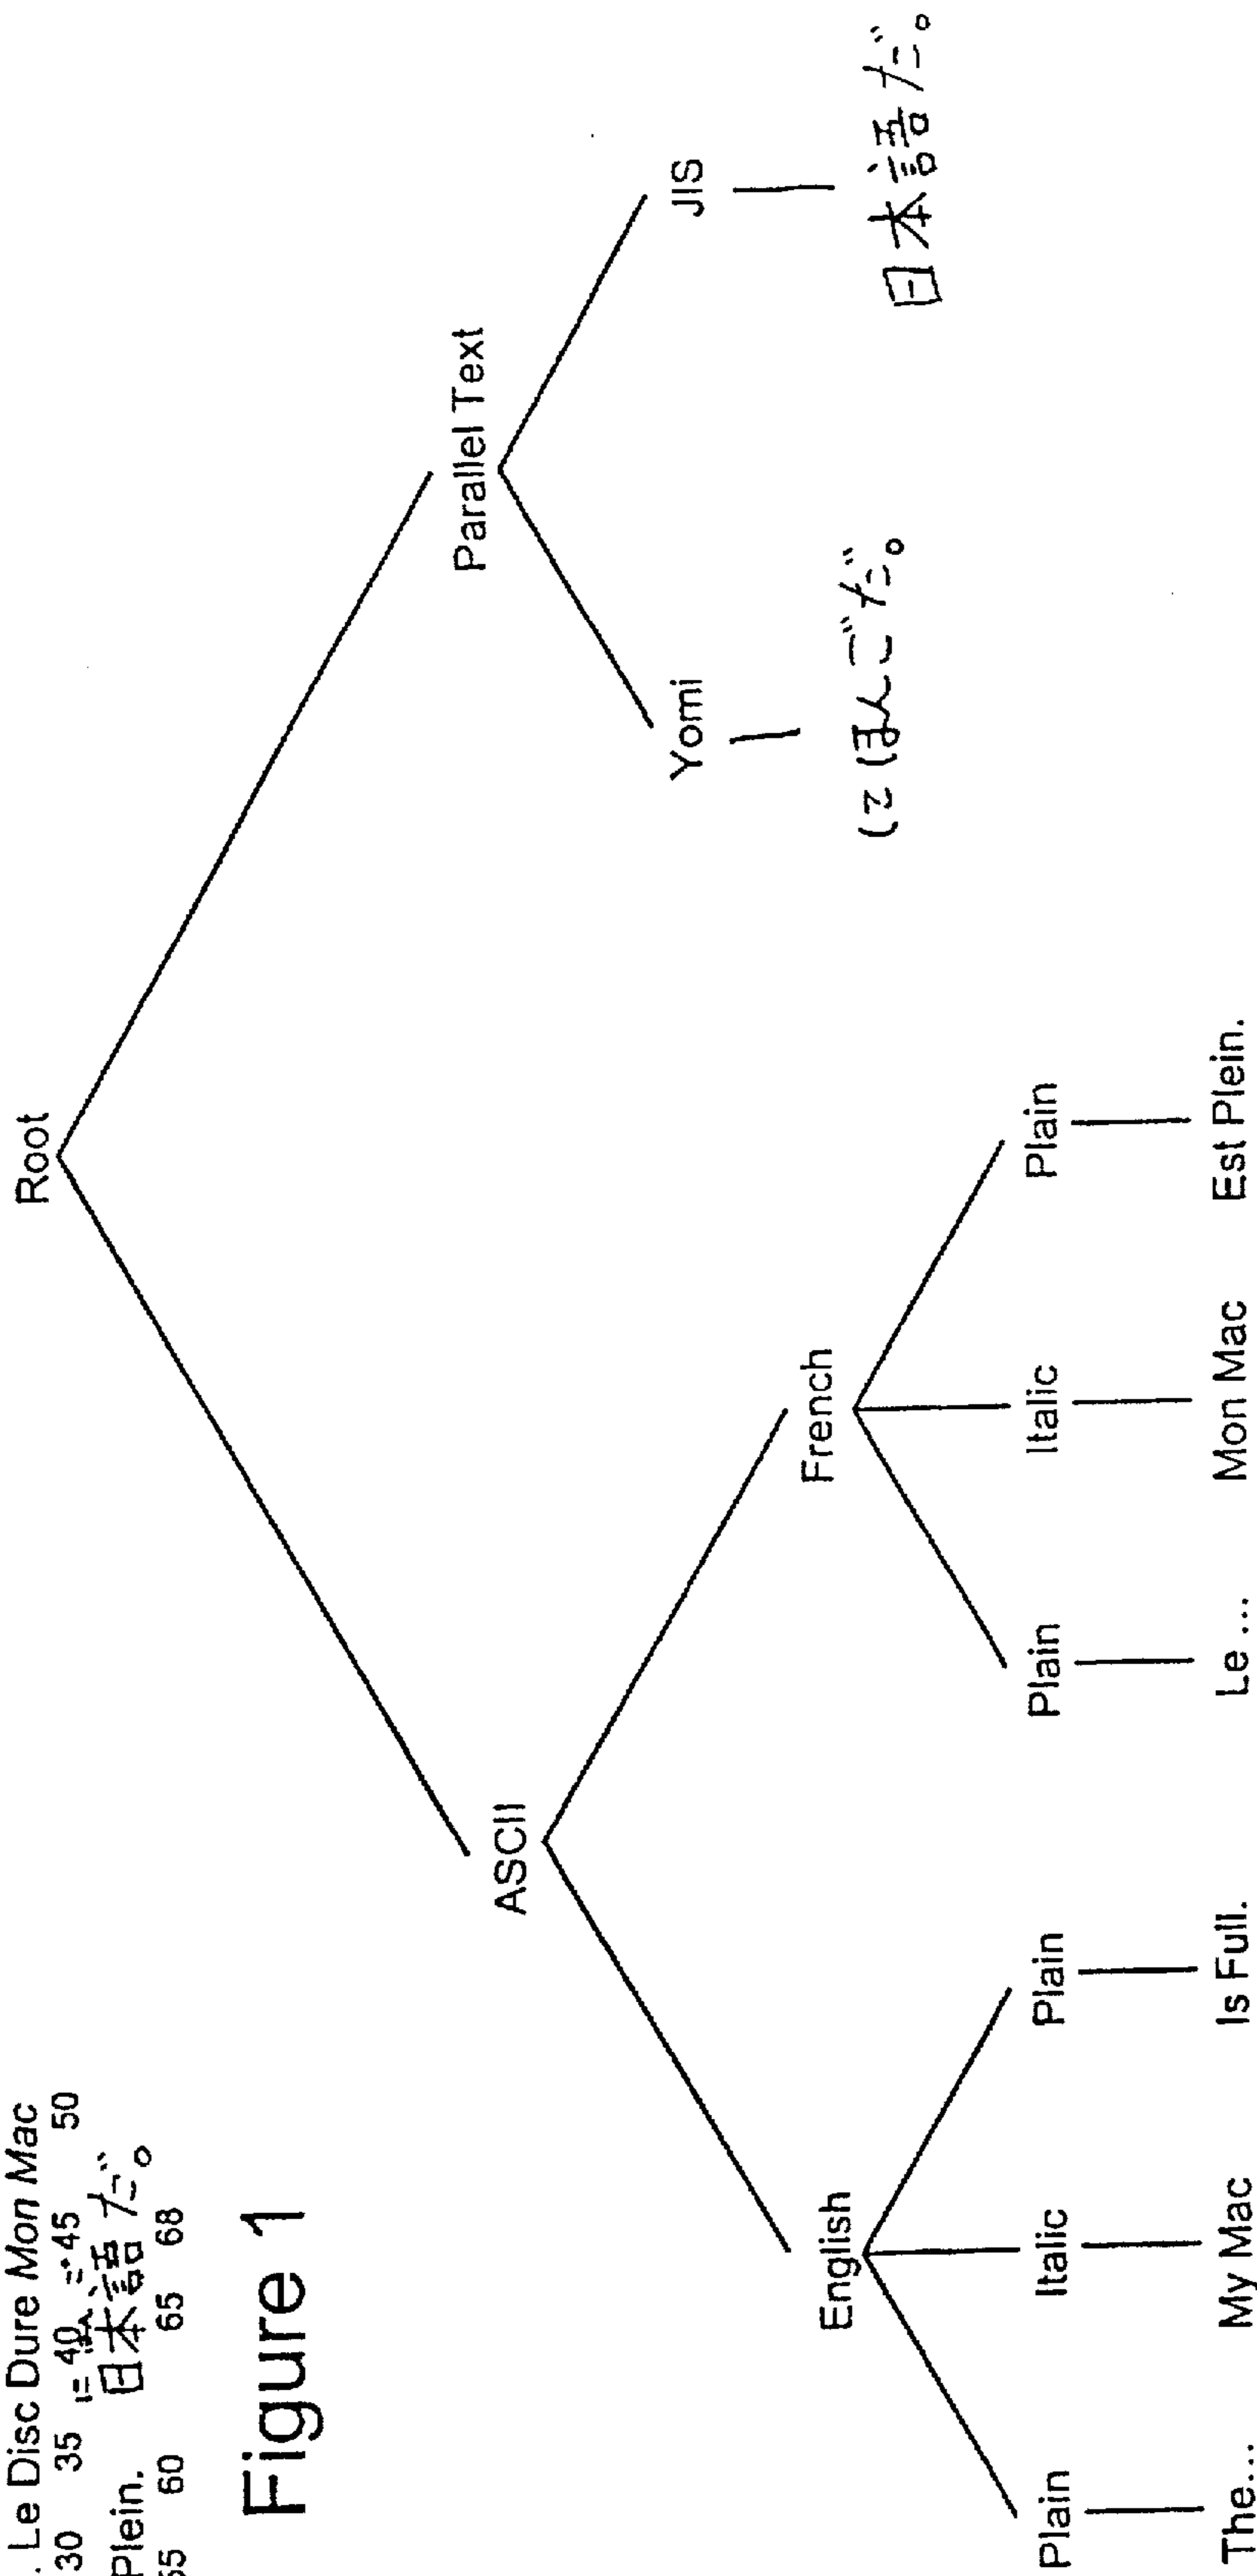 . Le Disc Dure Mon Mac
30 35 40 45 50
Plein. 日本語だ。
55 60 65 68
Figure 1
Root
ASCII Parallel Text
Yomi JIS
にほんごだ。 日本語だ。
English French
Plain Italic Plain Plain Italic Plain
The... My Mac Is Full. Le ... Mon Mac Est Plein.